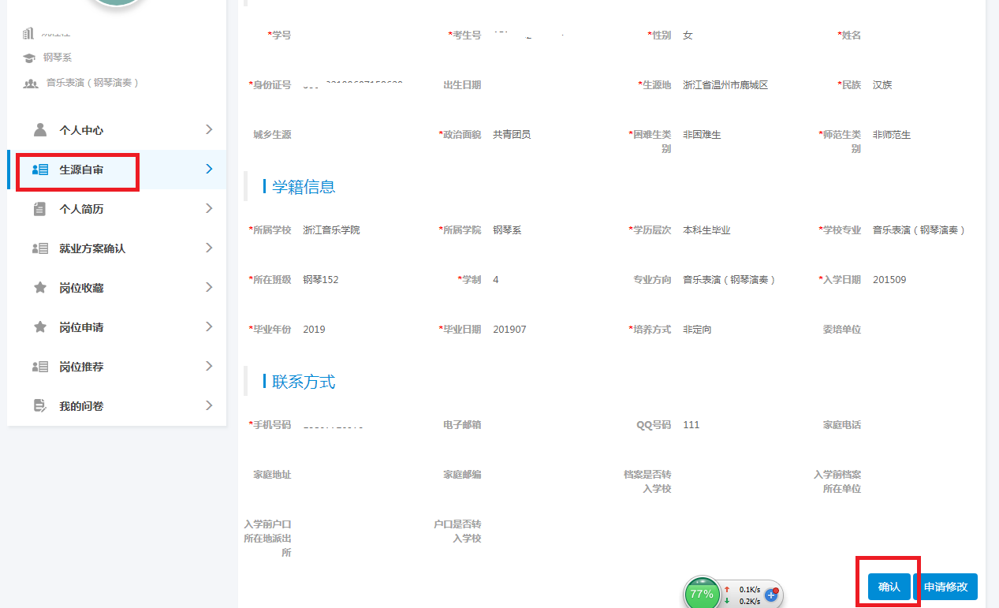 钢琴系
音乐表演（钢琴演奏）
个人中心
生源自审
个人简历
就业方案确认
岗位收藏
岗位申请
岗位推荐
我的问卷
*学号 *考生号 *性别 女 *姓名
*身份证号 出生日期 *生源地 浙江省温州市鹿城区 *民族 汉族
城乡生源 *政治面貌 共青团员 *困难生类 非困难生 *师范生类 非师范生
别 别
学籍信息
*所属学校 浙江音乐学院 *所属学院 钢琴系 *学历层次 本科生毕业 *学校专业 音乐表演（钢琴演奏）
*所在班级 钢琴152 *学制 4 专业方向 音乐表演（钢琴演奏） *入学日期 201509
*毕业年份 2019 *毕业日期 201907 *培养方式 非定向 委培单位
联系方式
*手机号码 电子邮箱 QQ号码 111 家庭电话
家庭地址 家庭邮编 档案是否转 入学前档案
入学校 所在单位
入学前户口 户口是否转
所在地派出 入学校
所
确认 申请修改
77% 0.1K/s
0.2K/s